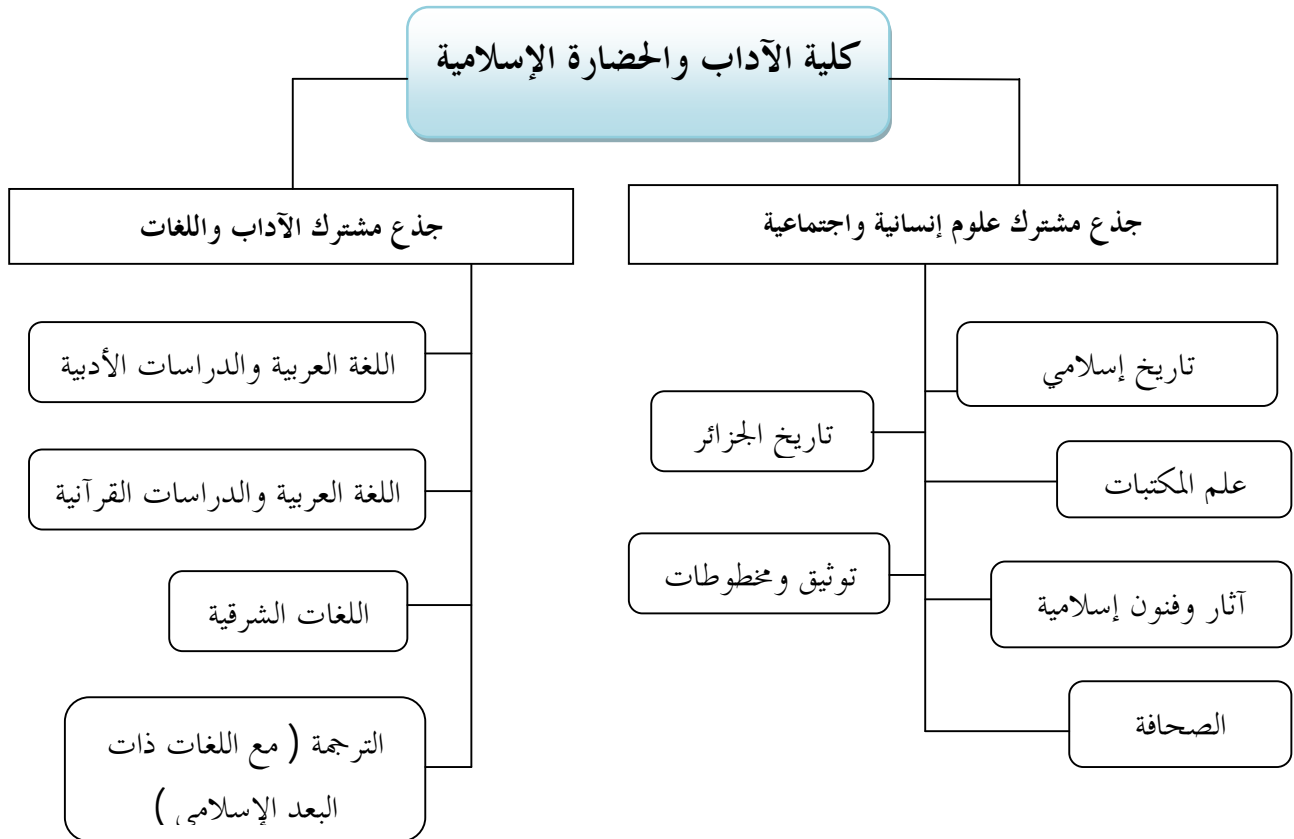 كلية الآداب والحضارة الإسلامية
جذع مشترك علوم إنسانية واجتماعية
تاريخ إسلامي
تاريخ الجزائر
علم المكتبات
توثيق ومخطوطات
آثار وفنون إسلامية
الصحافة
جذع مشترك الآداب واللغات
اللغة العربية والدراسات الأدبية
اللغة العربية والدراسات القرآنية
اللغات الشرقية
الترجمة ( مع اللغات ذات
البعد الإسلامي )